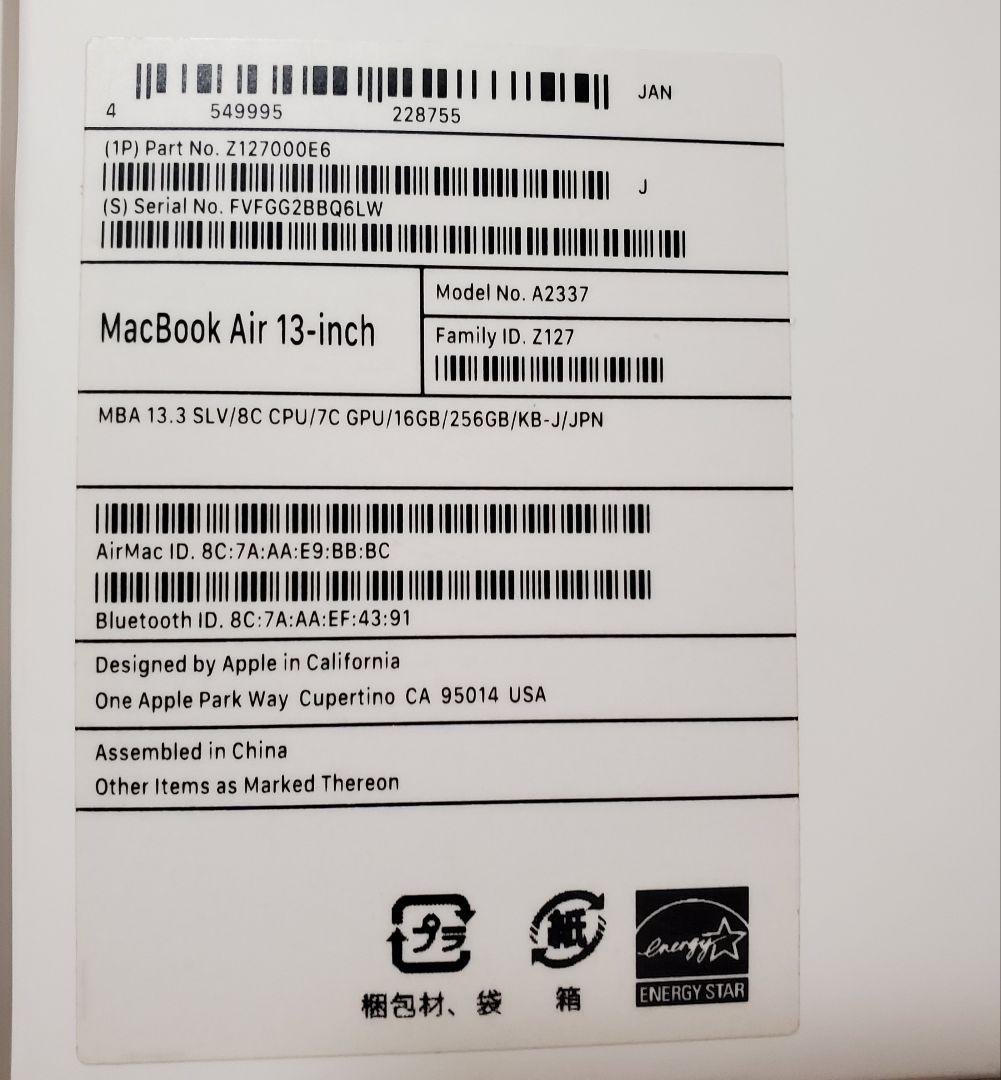 JAN
4 549995 228755
(1P) Part No. Z127000E6
J
(S) Serial No. FVFGG2BBQ6LW
MacBook Air 13-inch
Model No. A2337
Family ID. Z127
MBA 13.3 SLV/8C CPU/7C GPU/16GB/256GB/KB-J/JPN
AirMac ID. 8C:7A:AA:E9:BB:BC
Bluetooth ID. 8C:7A:AA:EF:43:91
Designed by Apple in California
One Apple Park Way Cupertino CA 95014 USA
Assembled in China
Other Items as Marked Thereon
プラ
紙
energy
ENERGY STAR
梱包材、袋
箱